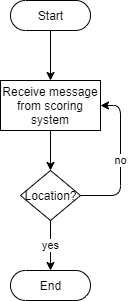 Start
Receive message
from scoring
system
no
Location?
yes
End